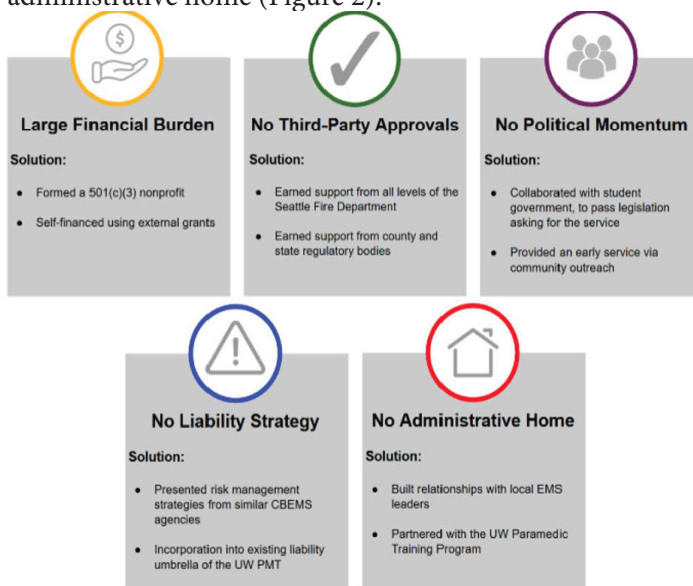 administrative home (Figure 2).
$
Large Financial Burden
Solution:
• Formed a 501(c)(3) nonprofit
• Self-financed using external grants
No Third-Party Approvals
Solution:
• Earned support from all levels of the
Seattle Fire Department
• Earned support from county and
state regulatory bodies
No Political Momentum
Solution:
• Collaborated with student
government, to pass legislation
asking for the service
• Provided an early service via
community outreach
No Liability Strategy
Solution:
• Presented risk management
strategies from similar CBEMS
agencies
• Incorporation into existing liability
umbrella of the UW PMT
No Administrative Home
Solution:
• Built relationships with local EMS
leaders
• Partnered with the UW Paramedic
Training Program